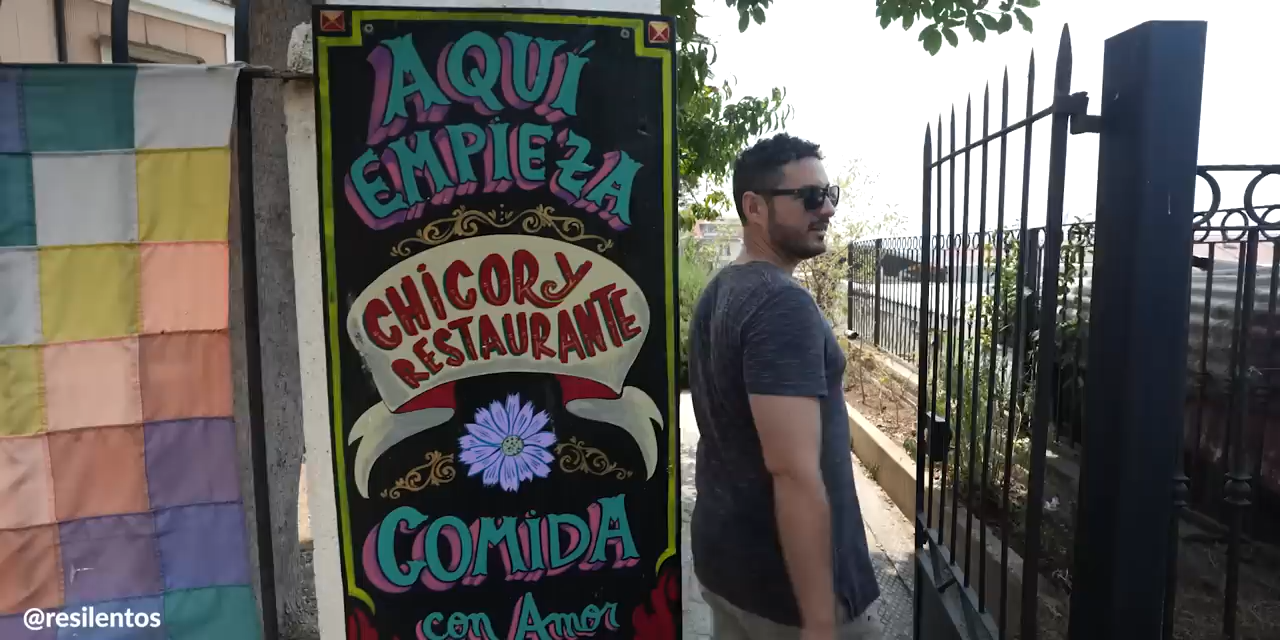 AQUÍ
EMPIEZA
CHICORY
RESTAURANTE
COMIDA
con Amor
@resilentos